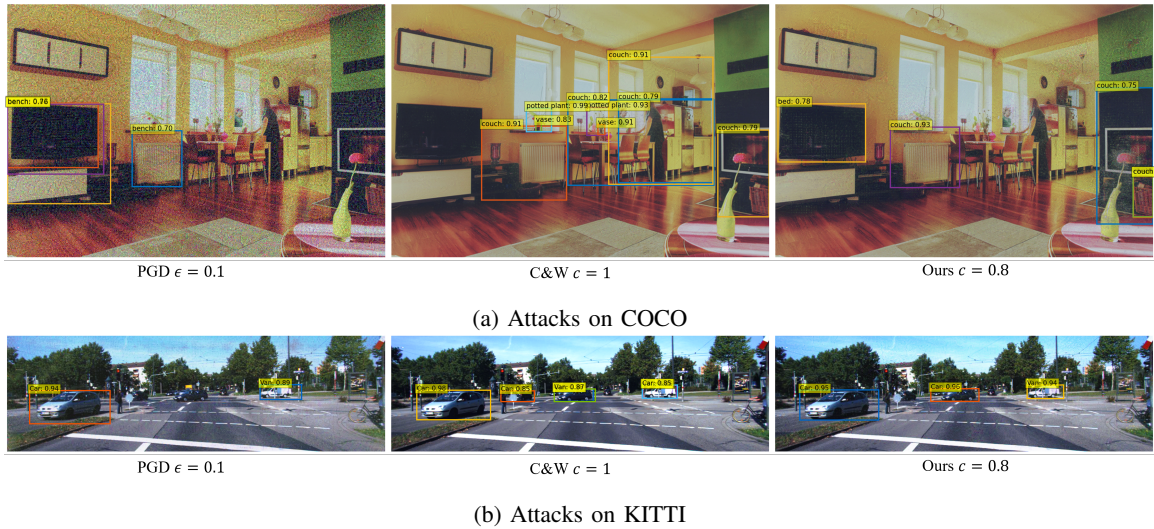 couch: 0.91
bench: 0.76
bench: 0.70
couch: 0.82
couch: 0.79
potted plant: 0.99
potted plant: 0.93
couch: 0.91
vase: 0.83
vase: 0.91
couch: 0.79
couch: 0.75
bed: 0.78
couch: 0.93
couch
PGD ϵ = 0.1
C&W c = 1
Ours c = 0.8
(a) Attacks on COCO
Car: 0.94
Van: 0.89
Car: 0.98
Car: 0.85
Van: 0.87
Car: 0.85
Car: 0.95
Car: 0.96
Van: 0.94
PGD ϵ = 0.1
C&W c = 1
Ours c = 0.8
(b) Attacks on KITTI